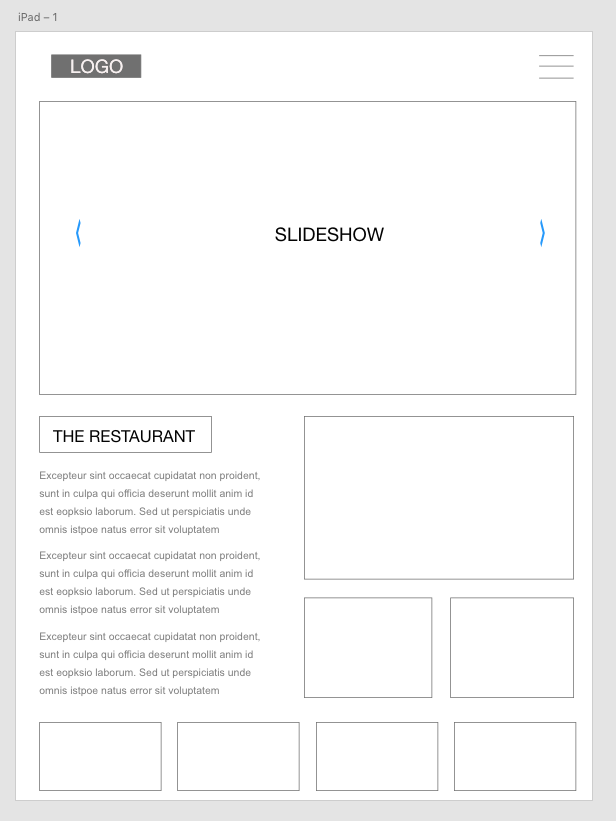 iPad – 1
LOGO
SLIDESHOW
THE RESTAURANT
Excepteur sint occaecat cupidatat non proident,
sunt in culpa qui officia deserunt mollit anim id
est eopksio laborum. Sed ut perspiciatis unde
omnis istpoe natus error sit voluptatem
Excepteur sint occaecat cupidatat non proident,
sunt in culpa qui officia deserunt mollit anim id
est eopksio laborum. Sed ut perspiciatis unde
omnis istpoe natus error sit voluptatem
Excepteur sint occaecat cupidatat non proident,
sunt in culpa qui officia deserunt mollit anim id
est eopksio laborum. Sed ut perspiciatis unde
omnis istpoe natus error sit voluptatem